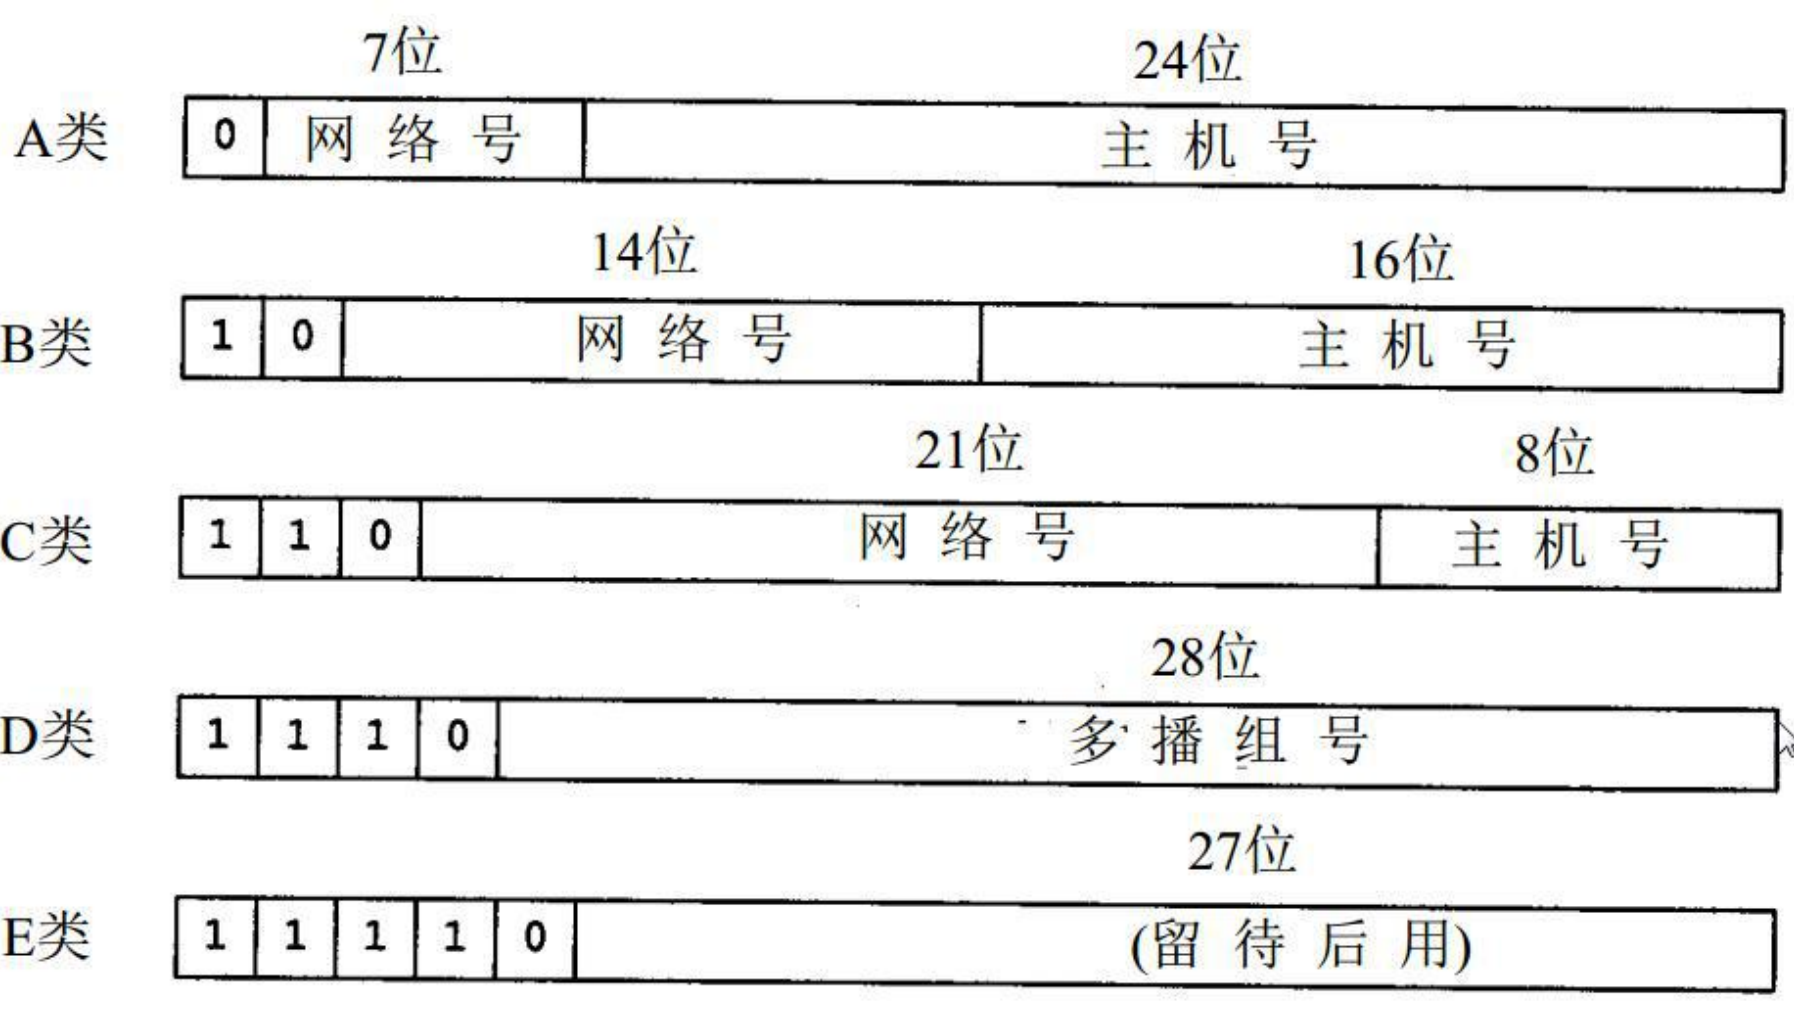 7位 24位
A类 0 网络号 主机号
14位 16位
B类 1 0 网络号 主机号
21位 8位
C类 1 1 0 网络号 主机号
28位
D类 1 1 1 0 多播组号
27位
E类 1 1 1 1 0 (留待后用)